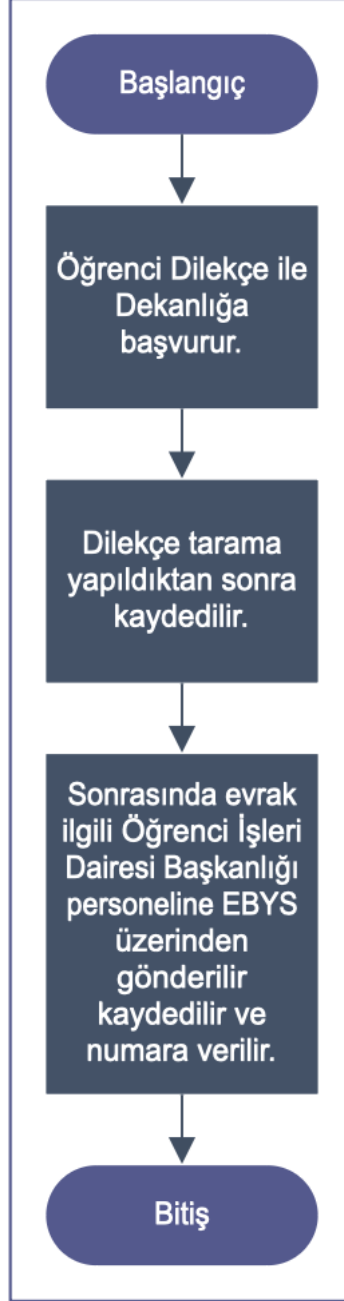 Başlangıç
Öğrenci Dilekçe ile
Dekanlığa
başvurur.
Dilekçe tarama
yapıldıktan sonra
kaydedilir.
Sonrasında evrak
ilgili Öğrenci İşleri
Dairesi Başkanlığı
personeline EBYS
üzerinden
gönderilir
kaydedilir ve
numara verilir.
Bitiş